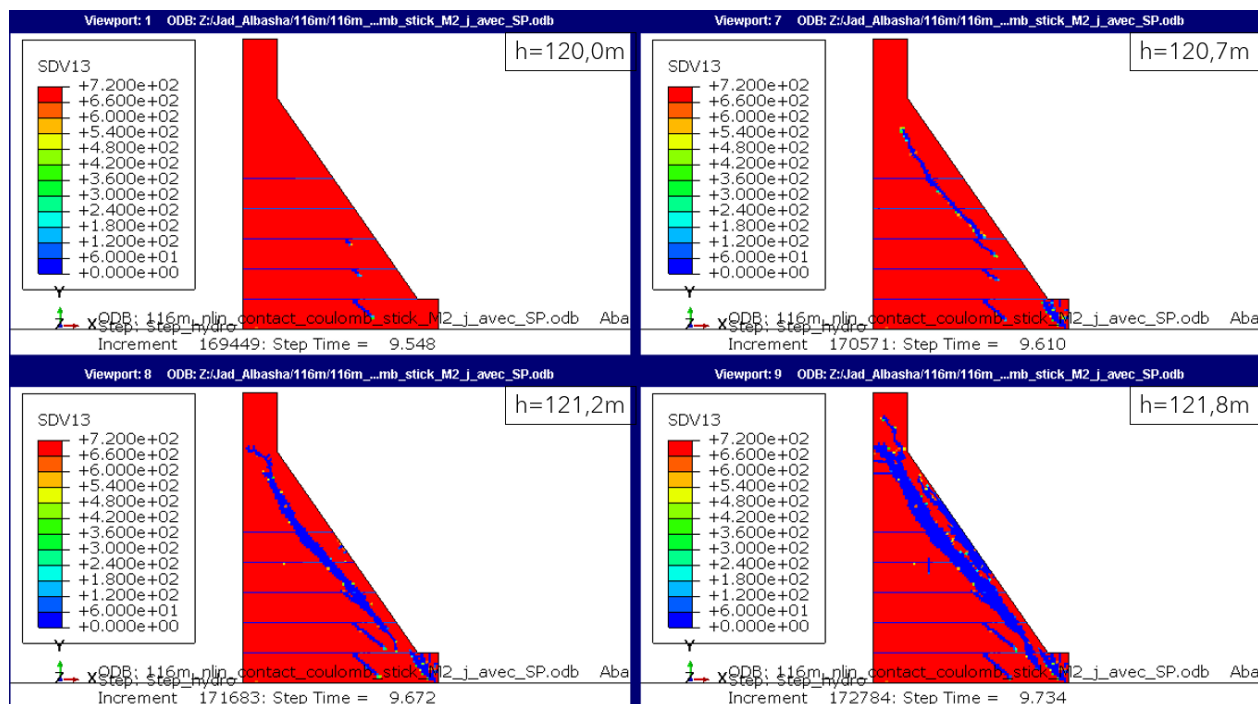 Viewport: 1 ODB: Z:/Jad_Albasha/116m/116m_...mb_stick_M2_j_avec_SP.odb
h=120,0m
SDV13
+7.200e+02
+6.600e+02
+6.000e+02
+5.400e+02
+4.800e+02
+4.200e+02
+3.600e+02
+3.000e+02
+2.400e+02
+1.800e+02
+1.200e+02
+6.000e+01
+0.000e+00
Y
Z X
ODB: 116m_nlin_contact_coulomb_stick_M2_j_avec_SP.odb Aba
Step: Step_hydro
Increment 169449: Step Time = 9.548
Viewport: 7 ODB: Z:/Jad_Albasha/116m/116m_...mb_stick_M2_j_avec_SP.odb
h=120,7m
SDV13
+7.200e+02
+6.600e+02
+6.000e+02
+5.400e+02
+4.800e+02
+4.200e+02
+3.600e+02
+3.000e+02
+2.400e+02
+1.800e+02
+1.200e+02
+6.000e+01
+0.000e+00
Y
Z X
ODB: 116m_nlin_contact_coulomb_stick_M2_j_avec_SP.odb Aba
Step: Step_hydro
Increment 170571: Step Time = 9.610
Viewport: 8 ODB: Z:/Jad_Albasha/116m/116m_...mb_stick_M2_j_avec_SP.odb
h=121,2m
SDV13
+7.200e+02
+6.600e+02
+6.000e+02
+5.400e+02
+4.800e+02
+4.200e+02
+3.600e+02
+3.000e+02
+2.400e+02
+1.800e+02
+1.200e+02
+6.000e+01
+0.000e+00
Y
Z X
ODB: 116m_nlin_contact_coulomb_stick_M2_j_avec_SP.odb Aba
Step: Step_hydro
Increment 171683: Step Time = 9.672
Viewport: 9 ODB: Z:/Jad_Albasha/116m/116m_...mb_stick_M2_j_avec_SP.odb
h=121,8m
SDV13
+7.200e+02
+6.600e+02
+6.000e+02
+5.400e+02
+4.800e+02
+4.200e+02
+3.600e+02
+3.000e+02
+2.400e+02
+1.800e+02
+1.200e+02
+6.000e+01
+0.000e+00
Y
Z X
ODB: 116m_nlin_contact_coulomb_stick_M2_j_avec_SP.odb Aba
Step: Step_hydro
Increment 172784: Step Time = 9.734